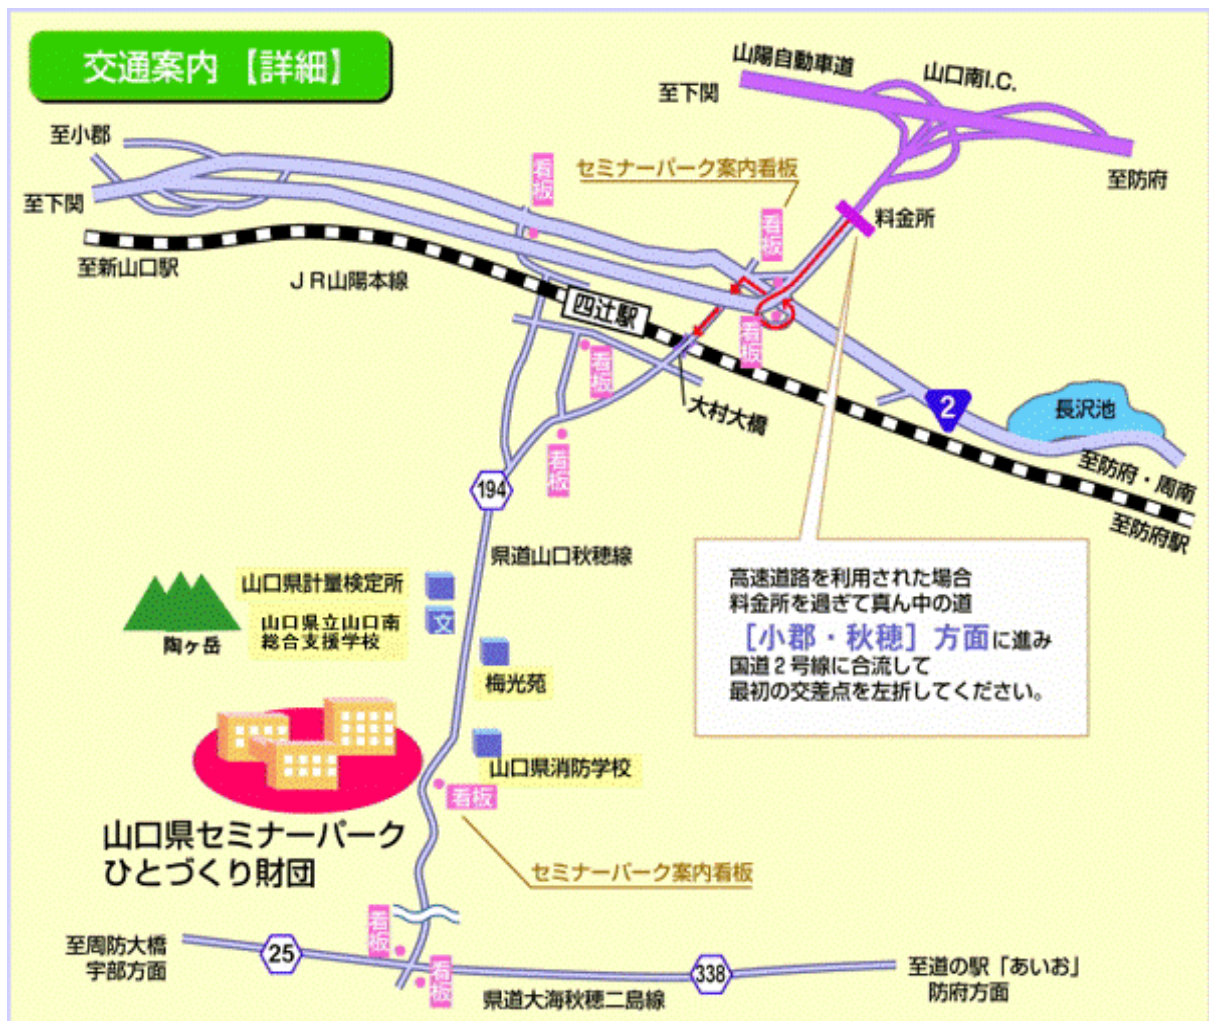 交通案内【詳細】
山陽自動車道
山口南I.C.
至下関
至防府
至小郡
至下関
看板
セミナーパーク案内看板
看板
料金所
至新山口駅
JR山陽本線
四辻駅
看板
看板
大村大橋
2
長沢池
至防府・周南
至防府駅
看板
194
県道山口秋穂線
高速道路を利用された場合
料金所を過ぎて真ん中の道
［小郡・秋穂］方面に進み
国道2号線に合流して
最初の交差点を左折してください。
山口県計量検定所
山口県立山口南
総合支援学校
文
陶ヶ岳
梅光苑
山口県消防学校
看板
山口県セミナーパーク
ひとづくり財団
セミナーパーク案内看板
看板
至周防大橋
宇部方面
25
看板
338
県道大海秋穂二島線
至道の駅「あいお」
防府方面